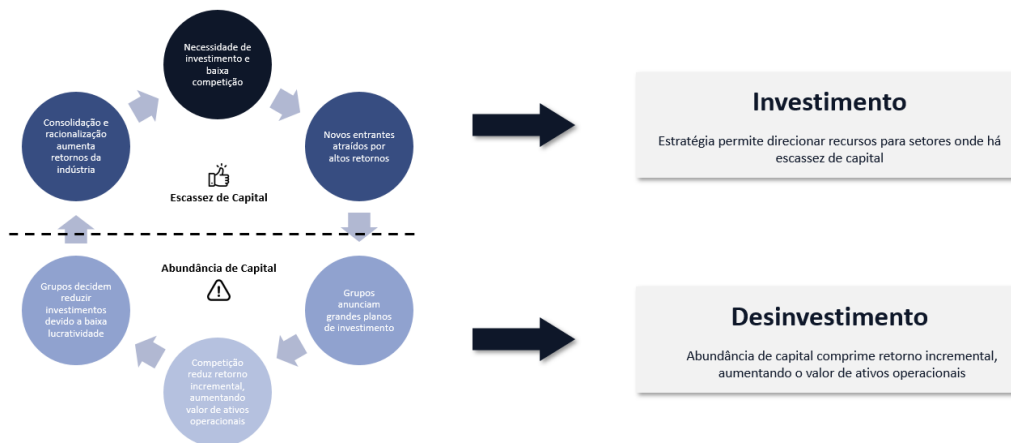 Necessidade de
investimento e
baixa
competição
Consolidação e
racionalização
aumenta
retornos da
indústria
Novos entrantes
atraídos por
altos retornos
Escassez de Capital
Abundância de Capital
Grupos decidem
reduzir
investimentos
devido a baixa
lucratividade
Grupos
anunciam
grandes planos
de investimento
Competição
reduz retorno
incremental,
aumentando
valor de ativos
operacionais
Investimento
Estratégia permite direcionar recursos para setores onde há
escassez de capital
Desinvestimento
Abundância de capital comprime retorno incremental,
aumentando o valor de ativos operacionais